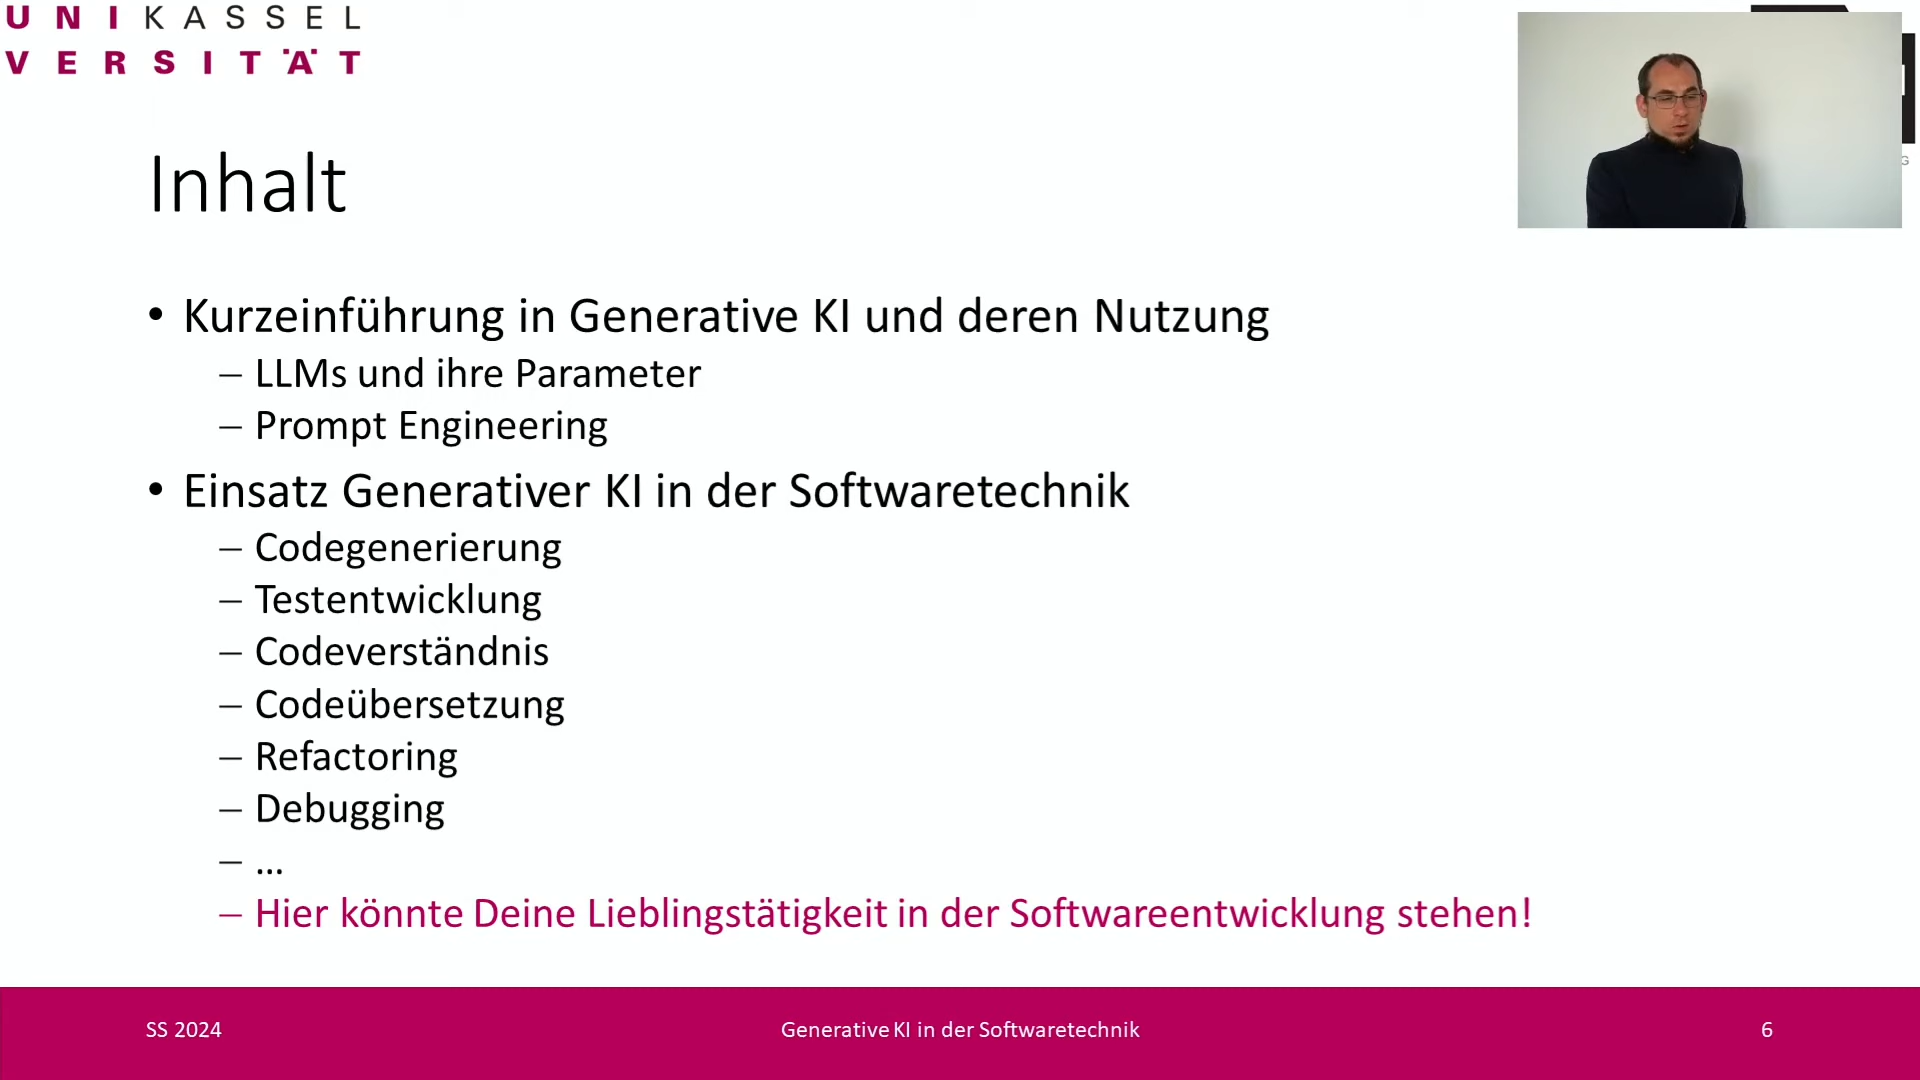 UNIKASSEL
VERSITÄT
Inhalt
• Kurzeinführung in Generative KI und deren Nutzung
– LLMs und ihre Parameter
– Prompt Engineering
• Einsatz Generativer KI in der Softwaretechnik
– Codegenerierung
– Testentwicklung
– Codeverständnis
– Codeübersetzung
– Refactoring
– Debugging
– ...
– Hier könnte Deine Lieblingstätigkeit in der Softwareentwicklung stehen!
SS 2024
Generative KI in der Softwaretechnik
6